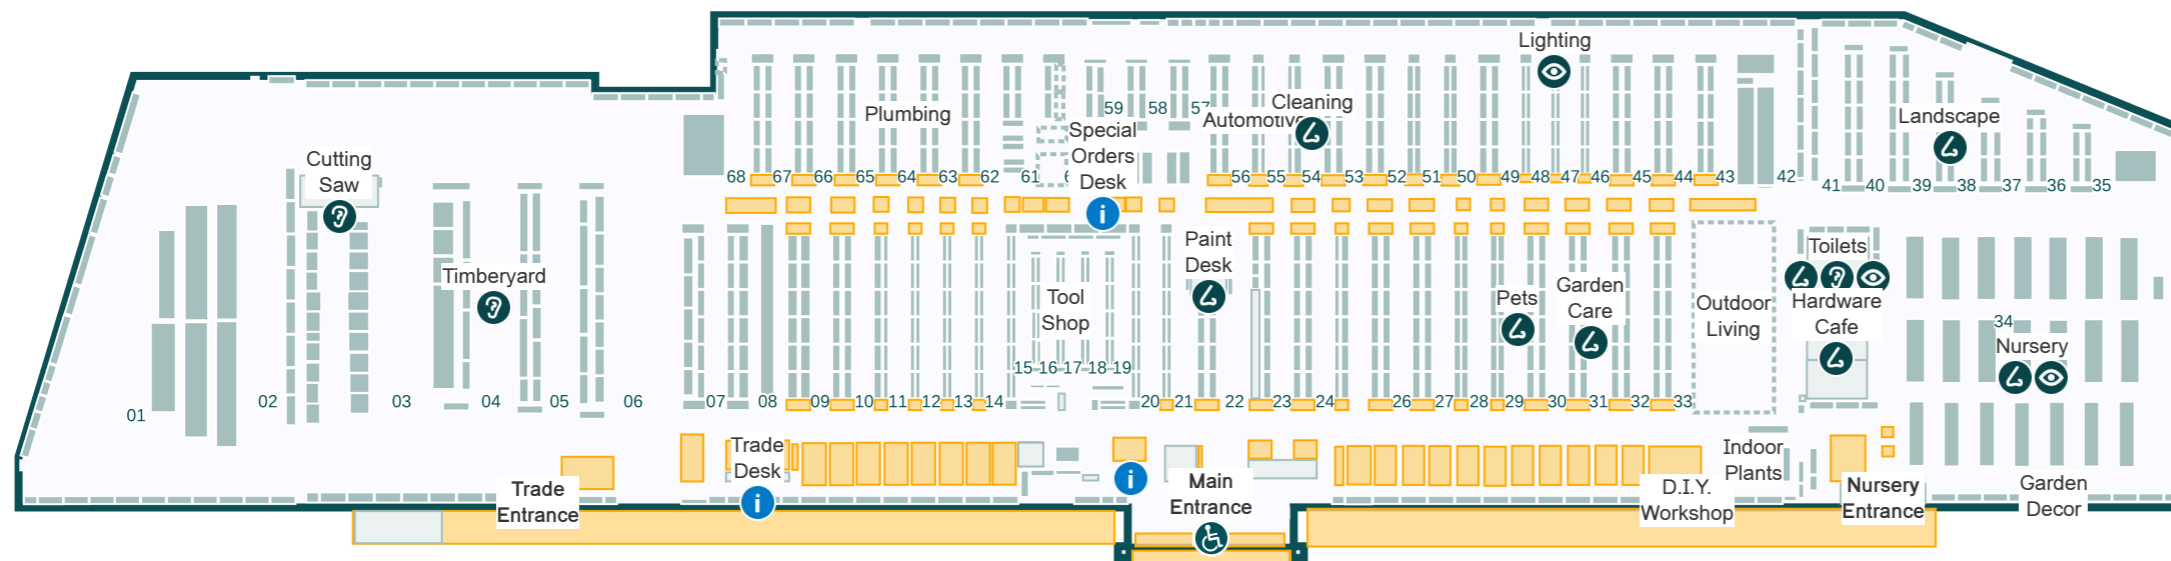 Lighting
Plumbing
59 58 57
Cleaning
Automotive
Landscape
Special
Orders
Desk
Cutting
Saw
68 67 66 65 64 63 62 61
56 55 54 53 52 51 50 49 48 47 46 45 44 43 42
41 40 39 38 37 36 35
Timberyard
Paint
Desk
Tool
Shop
Pets
Garden
Care
Outdoor
Living
Toilets
Hardware
Cafe
34
Nursery
15 16 17 18 19
01 02 03 04 05 06 07 08 09 10 11 12 13 14
20 21 22 23 24 26 27 28 29 30 31 32 33
Trade
Desk
Indoor
Plants
Trade
Entrance
Main
Entrance
D.I.Y.
Workshop
Nursery
Entrance
Garden
Decor